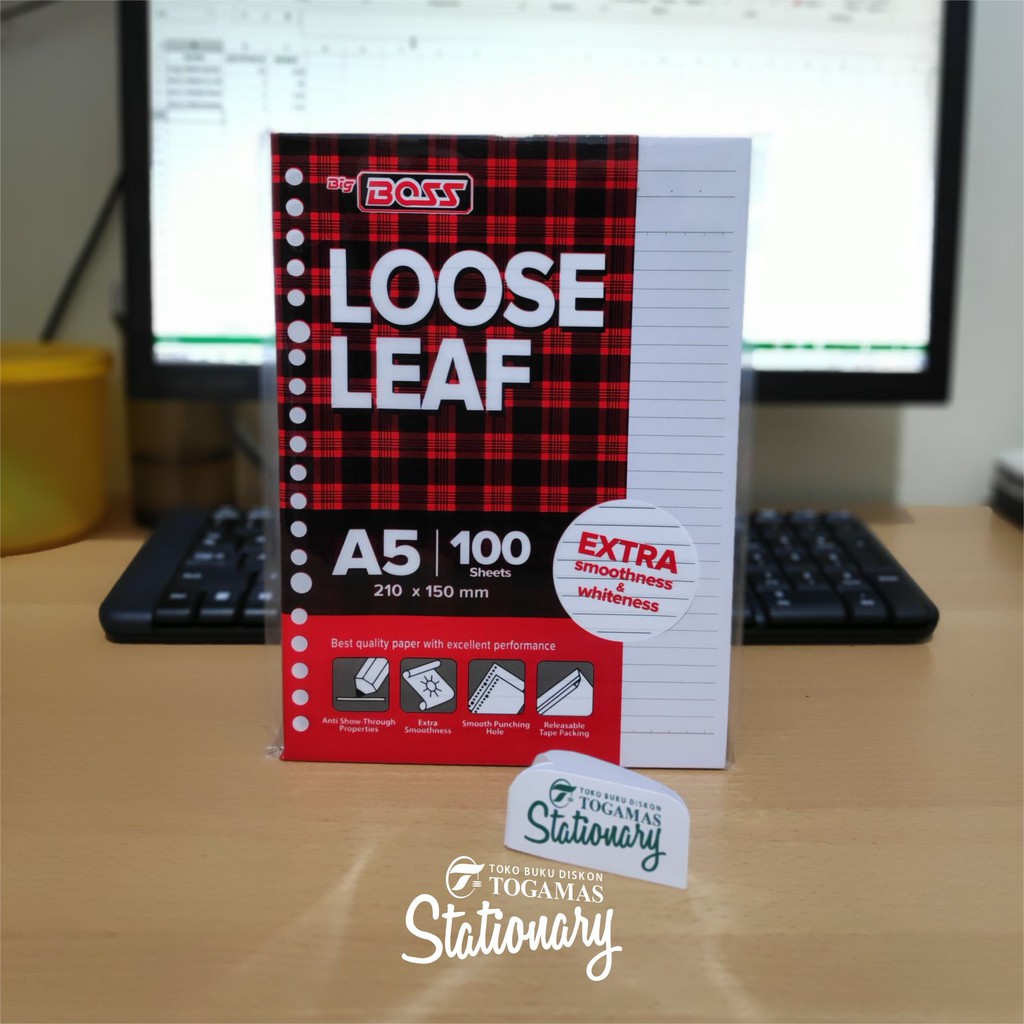 Big BOSS
LOOSE
LEAF
A5 | 100
Sheets
210 x 150 mm
EXTRA
smoothness
&
whiteness
Best quality paper with excellent performance
Anti Show-Through
Properties
Extra
Smoothness
Smooth Punching
Hole
Releasable
Tape Packing
TOKO BUKU DISKON
TOGAMAS
Stationary
TOKO BUKU DISKON
TOGAMAS
Stationary